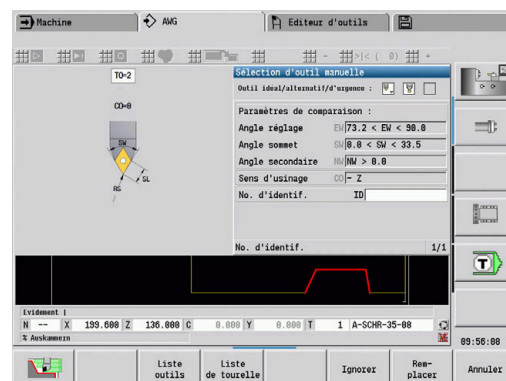 Machine
AWG
Editeur d'outils
( 0)
TO=2
CO=0
SW
SL
RS
Sélection d'outil manuelle
Outil idéal/alternatif/d'urgence :
Paramètres de comparaison :
Angle réglage EW 73.2 < EW < 90.0
Angle sommet SW 0.0 < SW < 33.5
Angle secondaire NW NW > 0.0
Sens d'usinage CO - Z
No. d'identif. ID
No. d'identif. 1/1
T
Evidement |
N -- X 199.600 Z 136.000 C 0.000 Y 0.000 T 1 A-SCHR-35-08
% Auskammern
09:56:08
Liste outils
Liste de tourelle
Ignorer
Rem-placer
Annuler